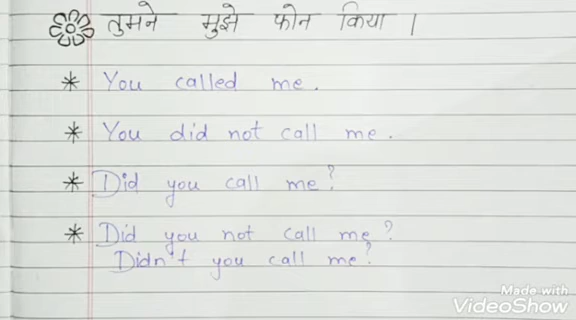 तुमने मुझे फोन किया ।
* You called me.
* You did not call me.
* Did you call me?
* Did you not call me?
Didn't you call me?
Made with
VideoShow